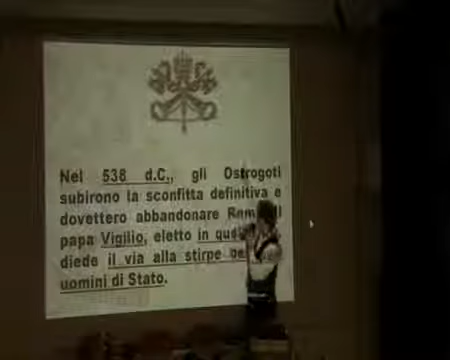 Nel 538 d.C., gli Ostrogoti
subirono la sconfitta definitiva e
dovettero abbandonare
papa Vigilio, eletto in
diede il via alla stirpe
uomini di Stato.